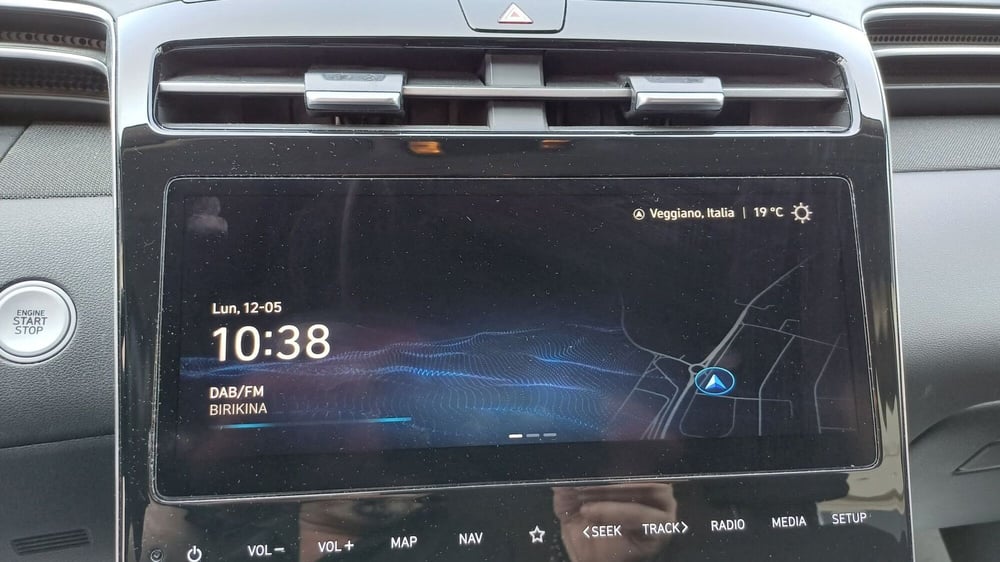 Veggiano, Italia | 19 °C
ENGINE
START
STOP
Lun, 12-05
10:38
DAB/FM
BIRIKINA
VOL− VOL+ MAP NAV <SEEK TRACK> RADIO MEDIA SETUP